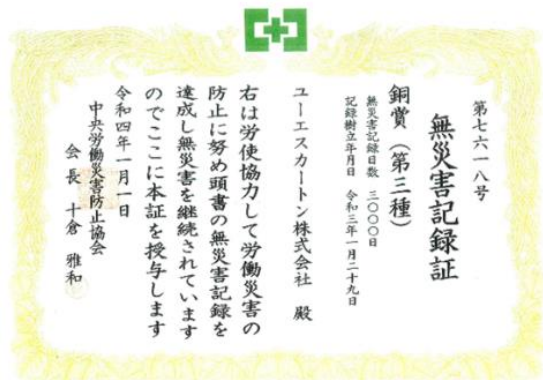 第七六一八号
無災害記録証
銅賞（第三種）
無災害記録日数　三〇〇〇日
記録樹立年月日　令和三年一月二十九日
ユーエスカートン株式会社　殿
右は労使協力して労働災害の
防止に努め頭書の無災害記録を
達成し無災害を継続されています
のでここに本証を授与します
令和四年一月一日
中央労働災害防止協会
会長　十倉　雅和